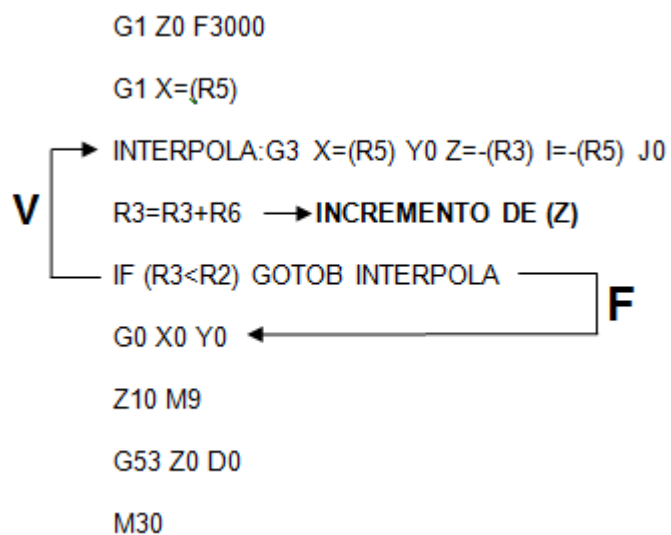 G1 Z0 F3000
G1 X=(R5)
INTERPOLA:G3 X=(R5) Y0 Z=-(R3) I=-(R5) J0
V
R3=R3+R6 INCREMENTO DE (Z)
IF (R3<R2) GOTOB INTERPOLA
F
G0 X0 Y0
Z10 M9
G53 Z0 D0
M30